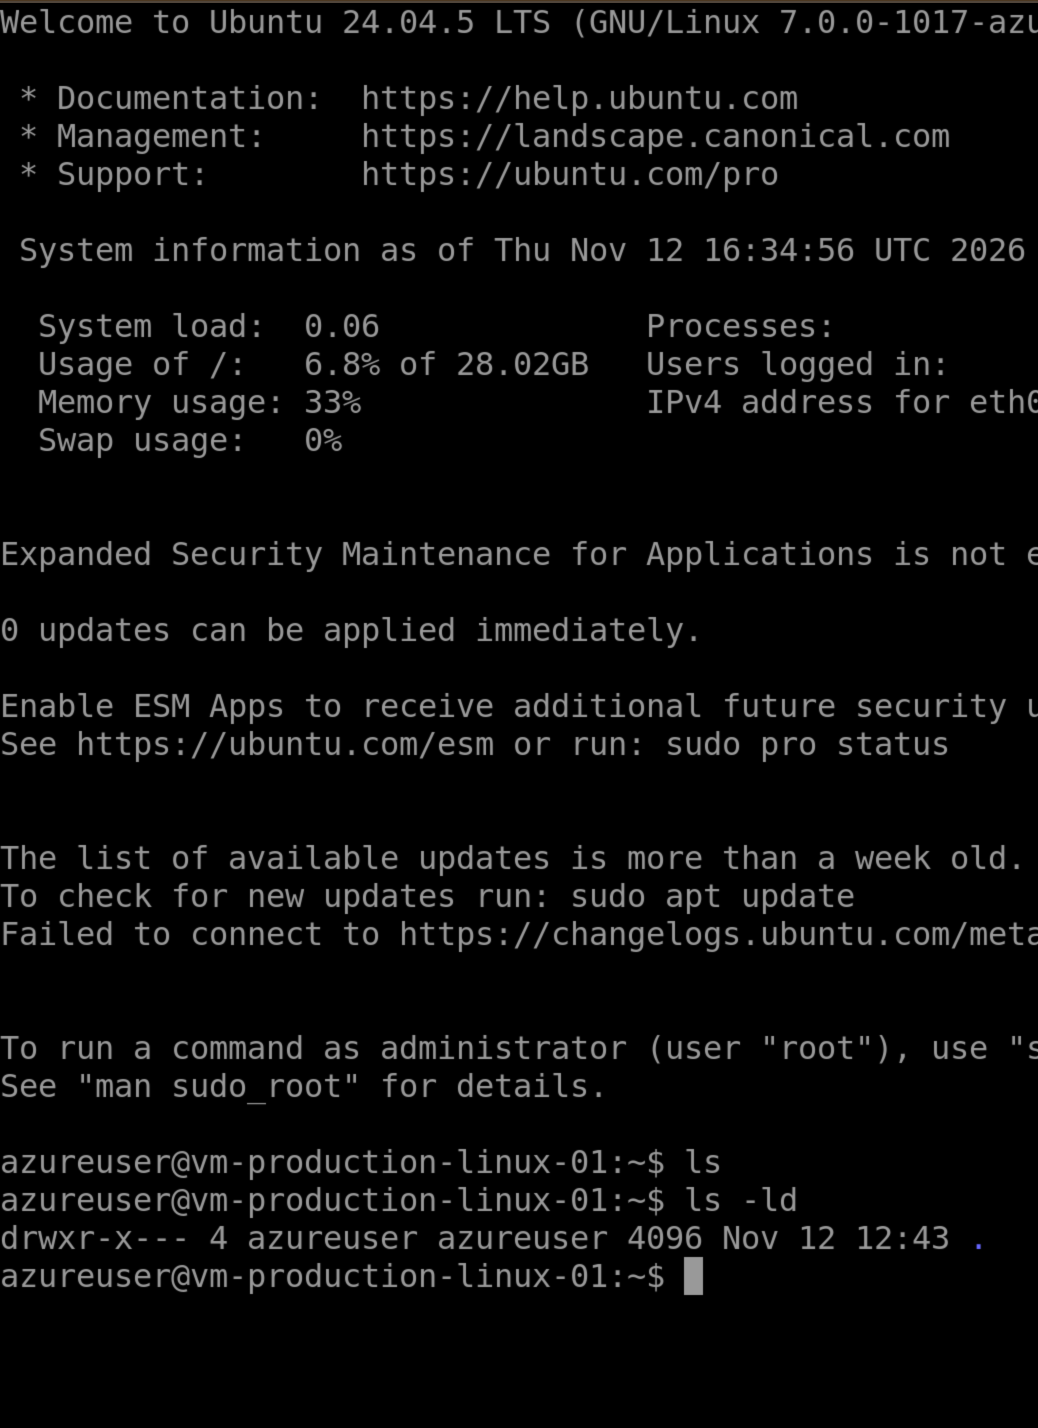 Welcome to Ubuntu 24.04.5 LTS (GNU/Linux 7.0.0-1017-azu
* Documentation:  https://help.ubuntu.com
* Management:     https://landscape.canonical.com
* Support:        https://ubuntu.com/pro
System information as of Thu Nov 12 16:34:56 UTC 2026
System load:  0.06              Processes:
Usage of /:   6.8% of 28.02GB   Users logged in:
Memory usage: 33%               IPv4 address for eth0
Swap usage:   0%
Expanded Security Maintenance for Applications is not e
0 updates can be applied immediately.
Enable ESM Apps to receive additional future security u
See https://ubuntu.com/esm or run: sudo pro status
The list of available updates is more than a week old.
To check for new updates run: sudo apt update
Failed to connect to https://changelogs.ubuntu.com/meta
To run a command as administrator (user "root"), use "s
See "man sudo_root" for details.
azureuser@vm-production-linux-01:~$ ls
azureuser@vm-production-linux-01:~$ ls -ld
drwxr-x--- 4 azureuser azureuser 4096 Nov 12 12:43 .
azureuser@vm-production-linux-01:~$